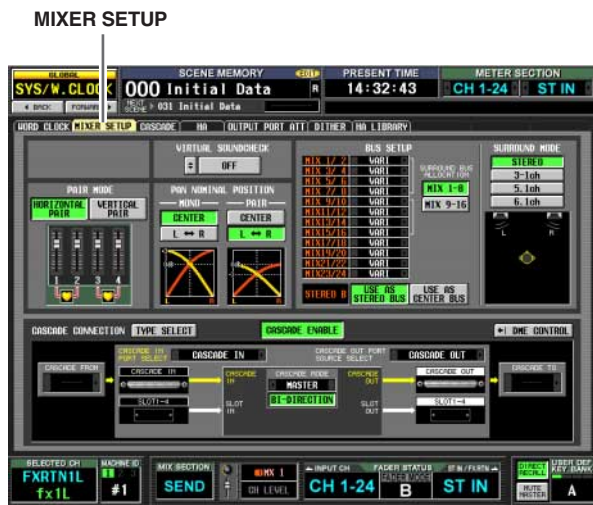 MIXER SETUP
GLOBAL
SYS/W.CLOCK
BACK
FORWARD
SCENE MEMORY
EDIT
000 Initial Data
R
NEXT SCENE
031 Initial Data
PRESENT TIME
14:32:43
METER SECTION
CH 1-24
ST IN
WORD CLOCK
MIXER SETUP
CASCADE
HA
OUTPUT PORT ATT
DITHER
HA LIBRARY
VIRTUAL SOUNDCHECK
OFF
PAIR MODE
HORIZONTAL PAIR
VERTICAL PAIR
1 2 3 4
PAN NOMINAL POSITION
MONO
PAIR
CENTER
CENTER
L ↔ R
L ↔ R
L
R
L
R
BUS SETUP
MIX 1/ 2 VARI
MIX 3/ 4 VARI
MIX 5/ 6 VARI
MIX 7/ 8 VARI
MIX 9/10 VARI
MIX11/12 VARI
MIX13/14 VARI
MIX15/16 VARI
MIX17/18 VARI
MIX19/20 VARI
MIX21/22 VARI
MIX23/24 VARI
SURROUND BUS ALLOCATION
MIX 1-8
MIX 9-16
STEREO B
USE AS STEREO BUS
USE AS CENTER BUS
SURROUND MODE
STEREO
3-1ch
5.1ch
6.1ch
L
R
CASCADE CONNECTION
TYPE SELECT
CASCADE ENABLE
DME CONTROL
CASCADE IN PORT SELECT
CASCADE IN
CASCADE OUT PORT SOURCE SELECT
CASCADE OUT
CASCADE FROM
CASCADE IN
SLOT1-4
CASCADE IN
SLOT IN
CASCADE MODE
MASTER
BI-DIRECTION
CASCADE OUT
SLOT OUT
CASCADE OUT
SLOT1-4
CASCADE TO
SELECTED CH
FXRTN1L
fx1L
MACHINE ID
#1
MIX SECTION
SEND
MIX 1
CH LEVEL
INPUT CH
CH 1-24
FADER STATUS
FADER MODE
B
ST IN/FXRTN
ST IN
DIRECT RECALL
MUTE MASTER
USER DEF
KEY BANK
A